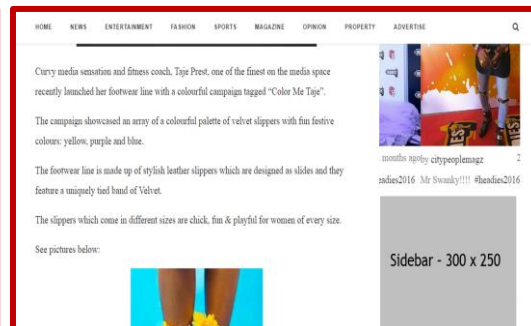 HOME NEWS ENTERTAINMENT FASHION SPORTS MAGAZINE OPINION PROPERTY ADVERTISE
Curvy media sensation and fitness coach, Taje Prest, one of the finest on the media space
recently launched her footwear line with a colourful campaign tagged “Color Me Taje”.
The campaign showcased an array of a colourful palette of velvet slippers with fun festive
colours: yellow, purple and blue.
The footwear line is made up of stylish leather slippers which are designed as slides and they
feature a uniquely tied band of Velvet.
The slippers which come in different sizes are chick, fun & playful for women of every size.
See pictures below:
months ago by citypeoplemagz 2
eadies2016 Mr Swanky!!!! #headies2016
Sidebar - 300 x 250